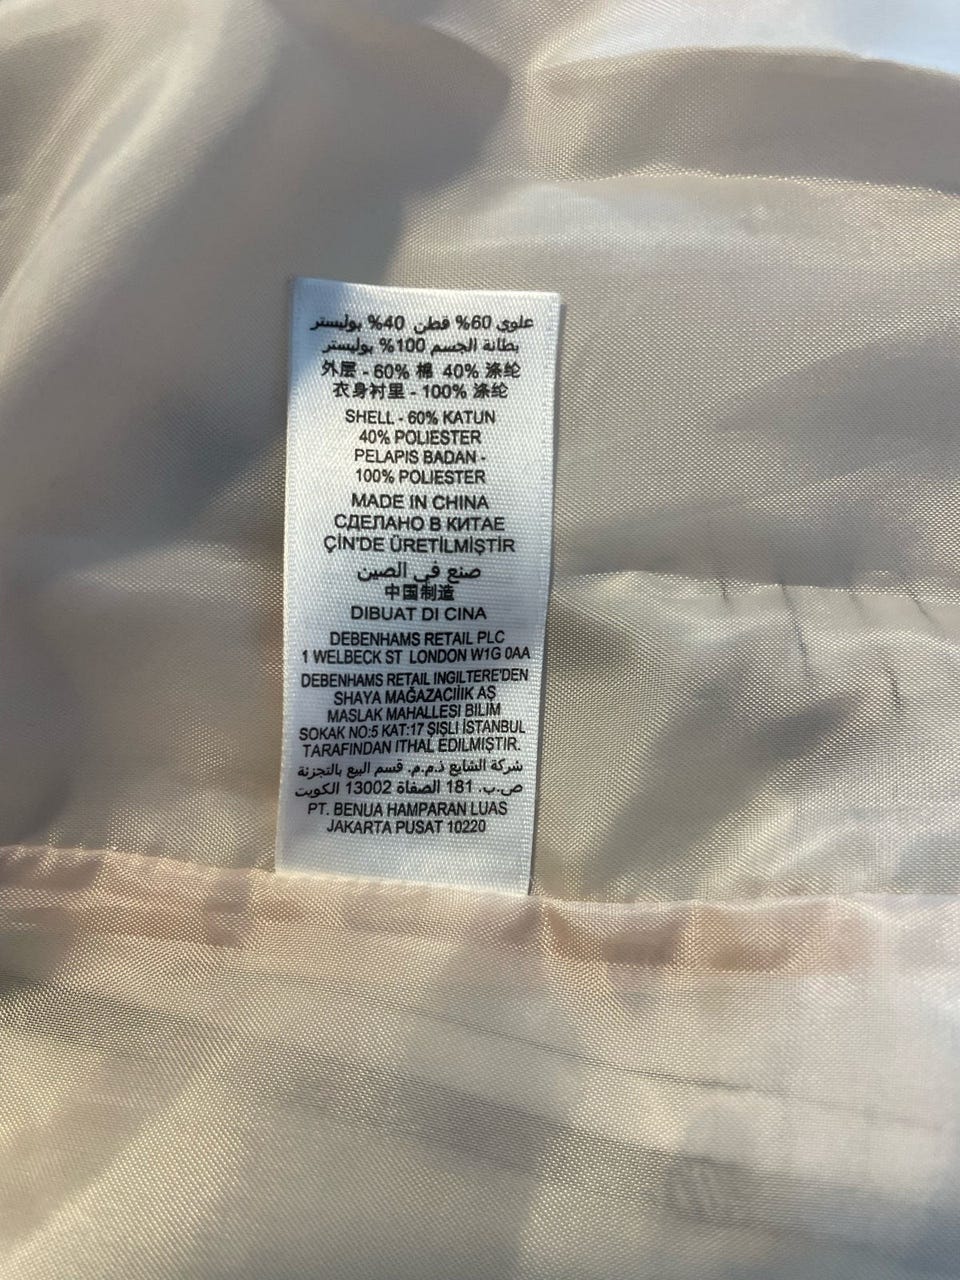 علوي 60% قطن 40% بوليستر
بطانة الجسم 100% بوليستر
外层 - 60% 棉 40% 涤纶
衣身衬里 - 100% 涤纶
SHELL - 60% KATUN
40% POLIESTER
PELAPIS BADAN -
100% POLIESTER
MADE IN CHINA
СДЕЛАНО В КИТАЕ
ÇİN'DE ÜRETİLMİŞTİR
صنع في الصين
中国制造
DIBUAT DI CINA
DEBENHAMS RETAIL PLC
1 WELBECK ST LONDON W1G 0AA
DEBENHAMS RETAIL INGILTERE'DEN
SHAYA MAĞAZACIİIK AŞ
MASLAK MAHALLESI BILIM
SOKAK NO:5 KAT:17 ŞIŞLİ İSTANBUL
TARAFINDAN ITHAL EDILMIŞTIR.
شركة الشايع ذ.م.م. قسم البيع بالتجزئة
ص.ب. 181 الصفاة 13002 الكويت
PT. BENUA HAMPARAN LUAS
JAKARTA PUSAT 10220